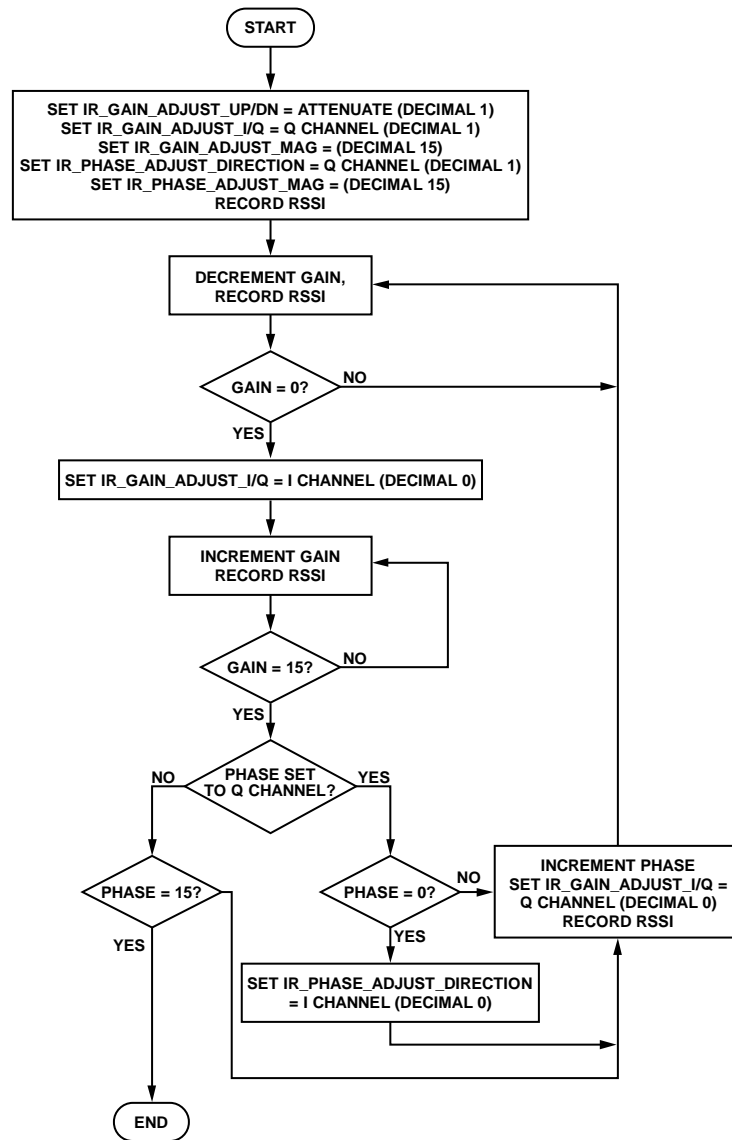 START
SET IR_GAIN_ADJUST_UP/DN = ATTENUATE (DECIMAL 1)
SET IR_GAIN_ADJUST_I/Q = Q CHANNEL (DECIMAL 1)
SET IR_GAIN_ADJUST_MAG = (DECIMAL 15)
SET IR_PHASE_ADJUST_DIRECTION = Q CHANNEL (DECIMAL 1)
SET IR_PHASE_ADJUST_MAG = (DECIMAL 15)
RECORD RSSI
DECREMENT GAIN,
RECORD RSSI
GAIN = 0?
NO
YES
SET IR_GAIN_ADJUST_I/Q = I CHANNEL (DECIMAL 0)
INCREMENT GAIN
RECORD RSSI
GAIN = 15?
NO
YES
NO
PHASE SET
TO Q CHANNEL?
YES
PHASE = 15?
YES
PHASE = 0?
NO
YES
INCREMENT PHASE
SET IR_GAIN_ADJUST_I/Q =
Q CHANNEL (DECIMAL 0)
RECORD RSSI
SET IR_PHASE_ADJUST_DIRECTION
= I CHANNEL (DECIMAL 0)
END